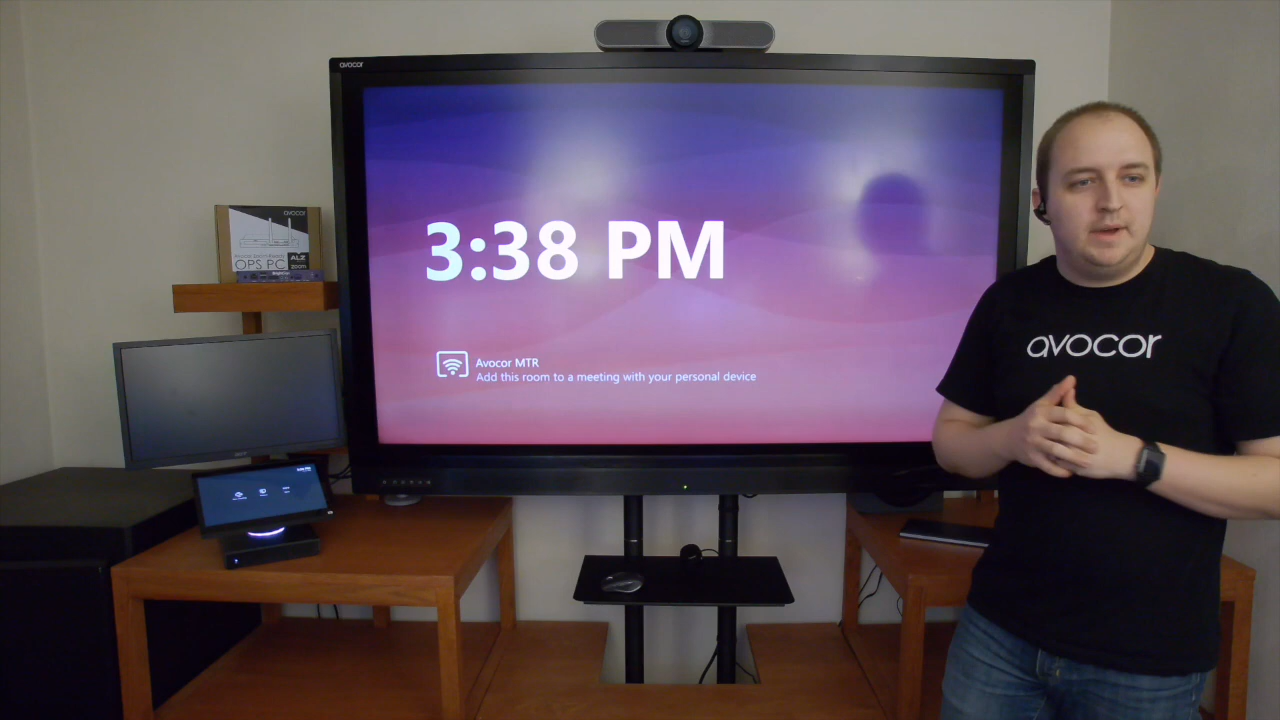 avocor
3:38 PM
Avocor MTR
Add this room to a meeting with your personal device
avocor
avocor
OPS PC
ALZ
zoom